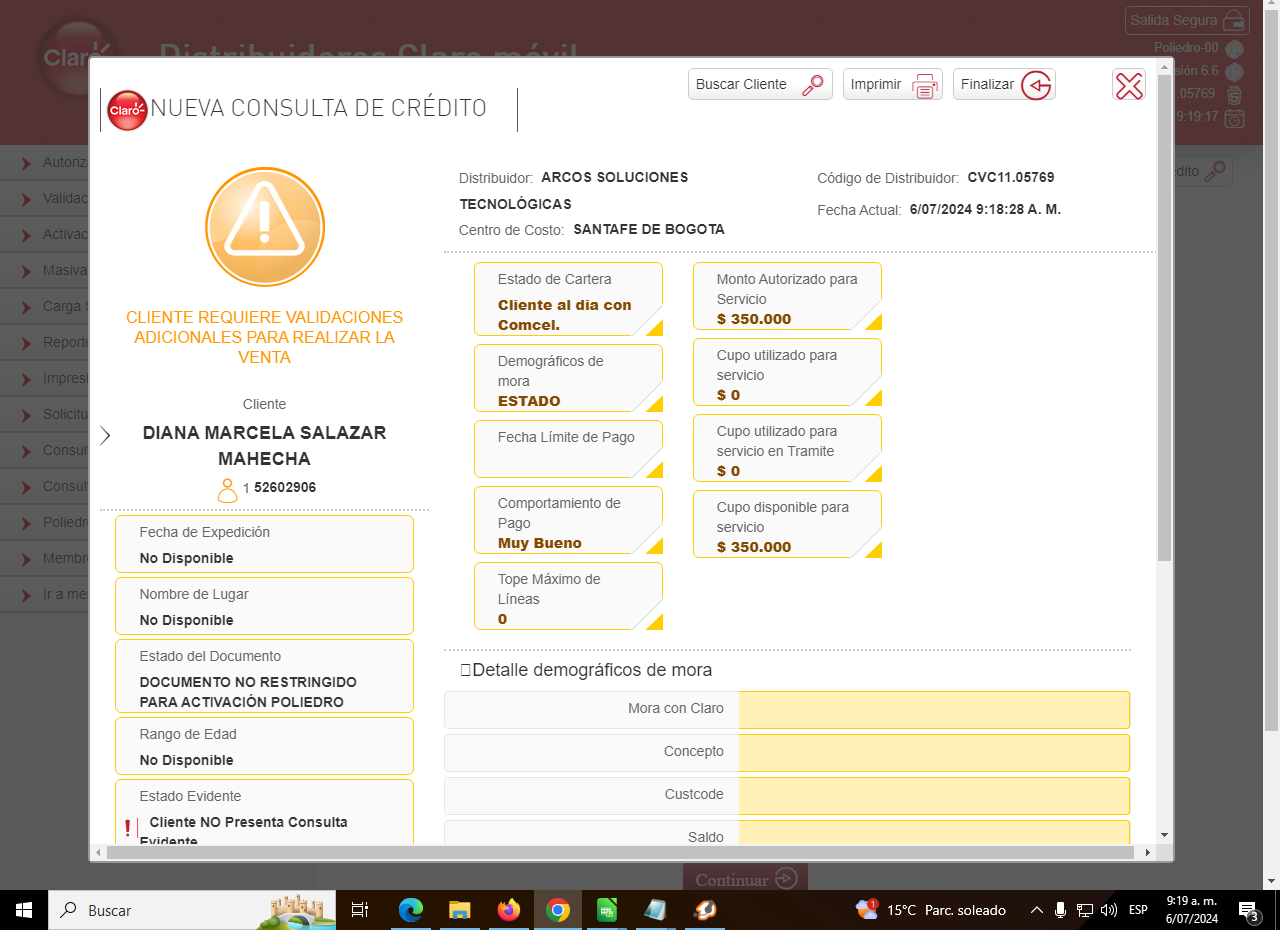 Salida Segura
Claro
Distribuidores Claro móvil
Poliedro-00
sión 6.6
.05769
9:19:17
Buscar Cliente
Imprimir
Finalizar
Claro
NUEVA CONSULTA DE CRÉDITO
Autoriz
Validac
Activac
Masiva
Carga
Reporte
Impresi
Solicitu
Consul
Consul
Poliedr
Membr
Ir a me
édito
CLIENTE REQUIERE VALIDACIONES
ADICIONALES PARA REALIZAR LA
VENTA
Cliente
DIANA MARCELA SALAZAR
MAHECHA
1 52602906
Fecha de Expedición
No Disponible
Nombre de Lugar
No Disponible
Estado del Documento
DOCUMENTO NO RESTRINGIDO
PARA ACTIVACIÓN POLIEDRO
Rango de Edad
No Disponible
Estado Evidente
Cliente NO Presenta Consulta
Evidente
Distribuidor: ARCOS SOLUCIONES
TECNOLÓGICAS
Centro de Costo: SANTAFE DE BOGOTA
Código de Distribuidor: CVC11.05769
Fecha Actual: 6/07/2024 9:18:28 A. M.
Estado de Cartera
Cliente al dia con
Comcel.
Demográficos de
mora
ESTADO
Fecha Límite de Pago
Comportamiento de
Pago
Muy Bueno
Tope Máximo de
Líneas
0
Monto Autorizado para
Servicio
$ 350.000
Cupo utilizado para
servicio
$ 0
Cupo utilizado para
servicio en Tramite
$ 0
Cupo disponible para
servicio
$ 350.000
Detalle demográficos de mora
Mora con Claro
Concepto
Custcode
Saldo
Continuar
Buscar
1
15°C Parc. soleado
ESP
9:19 a. m.
6/07/2024
3